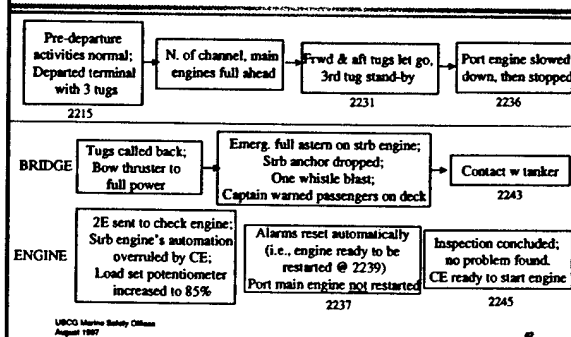 Pre-departure
activities normal;
Departed terminal
with 3 tugs
2215
N. of channel, main
engines full ahead
Frwd & aft tugs let go,
3rd tug stand-by
2231
Port engine slowed
down, then stopped
2236
BRIDGE
Tugs called back;
Bow thruster to
full power
Emerg. full astern on strb engine;
Strb anchor dropped;
One whistle blast;
Captain warned passengers on deck
Contact w tanker
2243
ENGINE
2E sent to check engine;
Strb engine's automation
overruled by CE;
Load set potentiometer
increased to 85%
Alarms reset automatically
(i.e., engine ready to be
restarted @ 2239)
Port main engine not restarted
2237
Inspection concluded;
no problem found.
CE ready to start engine
2245
USCG Marine Safety Offices
August 1997